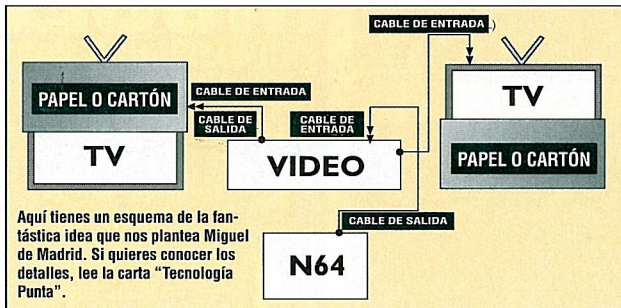 CABLE DE ENTRADA
PAPEL O CARTÓN
TV
CABLE DE ENTRADA
CABLE DE
SALIDA
CABLE DE
ENTRADA
VIDEO
TV
PAPEL O CARTÓN
Aquí tienes un esquema de la fan-
tástica idea que nos plantea Miguel
de Madrid. Si quieres conocer los
detalles, lee la carta “Tecnología
Punta”.
CABLE DE SALIDA
N64